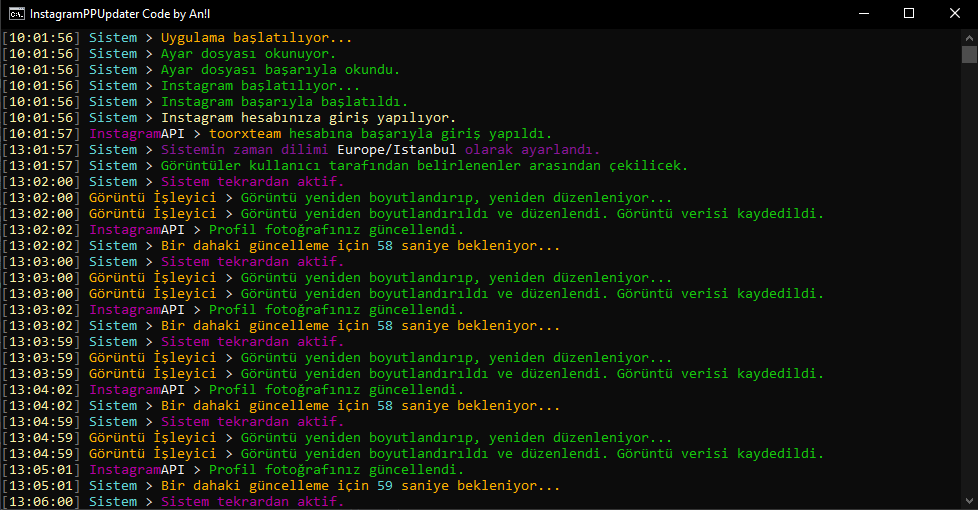 InstagramPPUpdater Code by An!l
[10:01:56] Sistem > Uygulama başlatılıyor...
[10:01:56] Sistem > Ayar dosyası okunuyor.
[10:01:56] Sistem > Ayar dosyası başarıyla okundu.
[10:01:56] Sistem > Instagram başlatılıyor...
[10:01:56] Sistem > Instagram başarıyla başlatıldı.
[10:01:56] Sistem > Instagram hesabınıza giriş yapılıyor.
[10:01:57] InstagramAPI > toorxteam hesabına başarıyla giriş yapıldı.
[13:01:57] Sistem > Sistemin zaman dilimi Europe/Istanbul olarak ayarlandı.
[13:01:57] Sistem > Görüntüler kullanıcı tarafından belirlenenler arasından çekilicek.
[13:02:00] Sistem > Sistem tekrardan aktif.
[13:02:00] Görüntü İşleyici > Görüntü yeniden boyutlandırıp, yeniden düzenleniyor...
[13:02:00] Görüntü İşleyici > Görüntü yeniden boyutlandırıldı ve düzenlendi. Görüntü verisi kaydedildi.
[13:02:02] InstagramAPI > Profil fotoğrafınız güncellendi.
[13:02:02] Sistem > Bir dahaki güncelleme için 58 saniye bekleniyor...
[13:03:00] Sistem > Sistem tekrardan aktif.
[13:03:00] Görüntü İşleyici > Görüntü yeniden boyutlandırıp, yeniden düzenleniyor...
[13:03:00] Görüntü İşleyici > Görüntü yeniden boyutlandırıldı ve düzenlendi. Görüntü verisi kaydedildi.
[13:03:02] InstagramAPI > Profil fotoğrafınız güncellendi.
[13:03:02] Sistem > Bir dahaki güncelleme için 58 saniye bekleniyor...
[13:03:59] Sistem > Sistem tekrardan aktif.
[13:03:59] Görüntü İşleyici > Görüntü yeniden boyutlandırıp, yeniden düzenleniyor...
[13:03:59] Görüntü İşleyici > Görüntü yeniden boyutlandırıldı ve düzenlendi. Görüntü verisi kaydedildi.
[13:04:02] InstagramAPI > Profil fotoğrafınız güncellendi.
[13:04:02] Sistem > Bir dahaki güncelleme için 58 saniye bekleniyor...
[13:04:59] Sistem > Sistem tekrardan aktif.
[13:04:59] Görüntü İşleyici > Görüntü yeniden boyutlandırıp, yeniden düzenleniyor...
[13:04:59] Görüntü İşleyici > Görüntü yeniden boyutlandırıldı ve düzenlendi. Görüntü verisi kaydedildi.
[13:05:01] InstagramAPI > Profil fotoğrafınız güncellendi.
[13:05:01] Sistem > Bir dahaki güncelleme için 59 saniye bekleniyor...
[13:06:00] Sistem > Sistem tekrardan aktif.